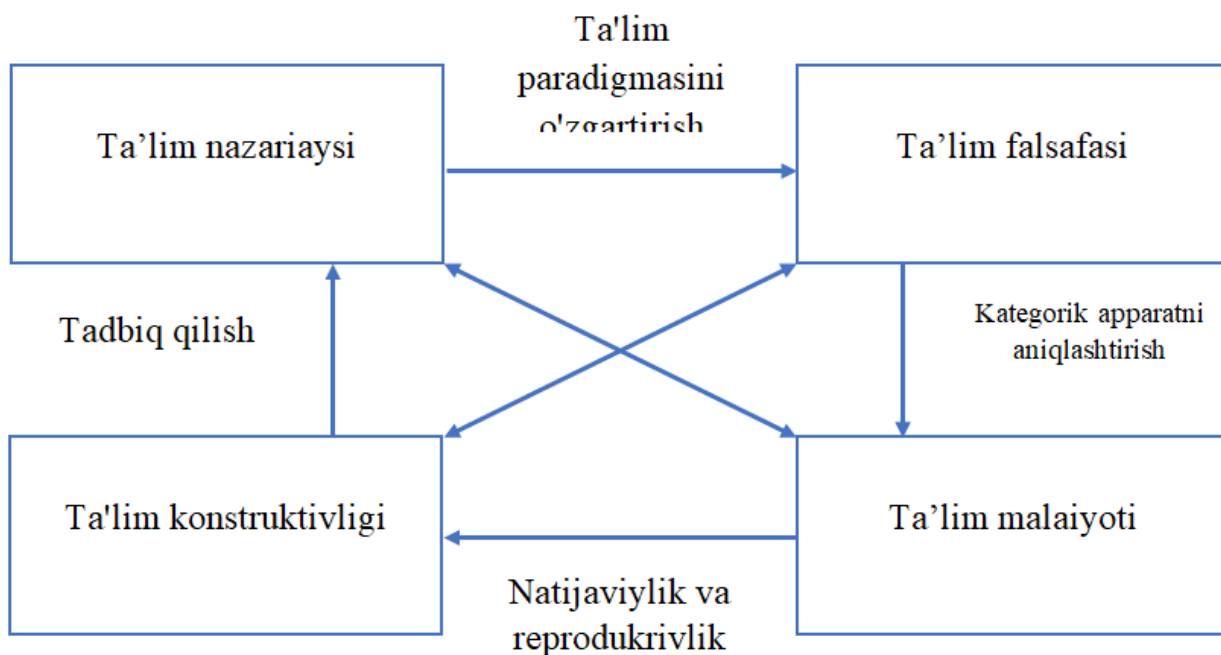 Ta'lim
paradigmasini
o'zgartirish
Ta’lim nazariaysi
Ta’lim falsafasi
Tadbiq qilish
Kategorik apparatni
aniqlashtirish
Ta'lim konstruktivligi
Ta’lim malaiyoti
Natijaviylik va
reprodukrivlik